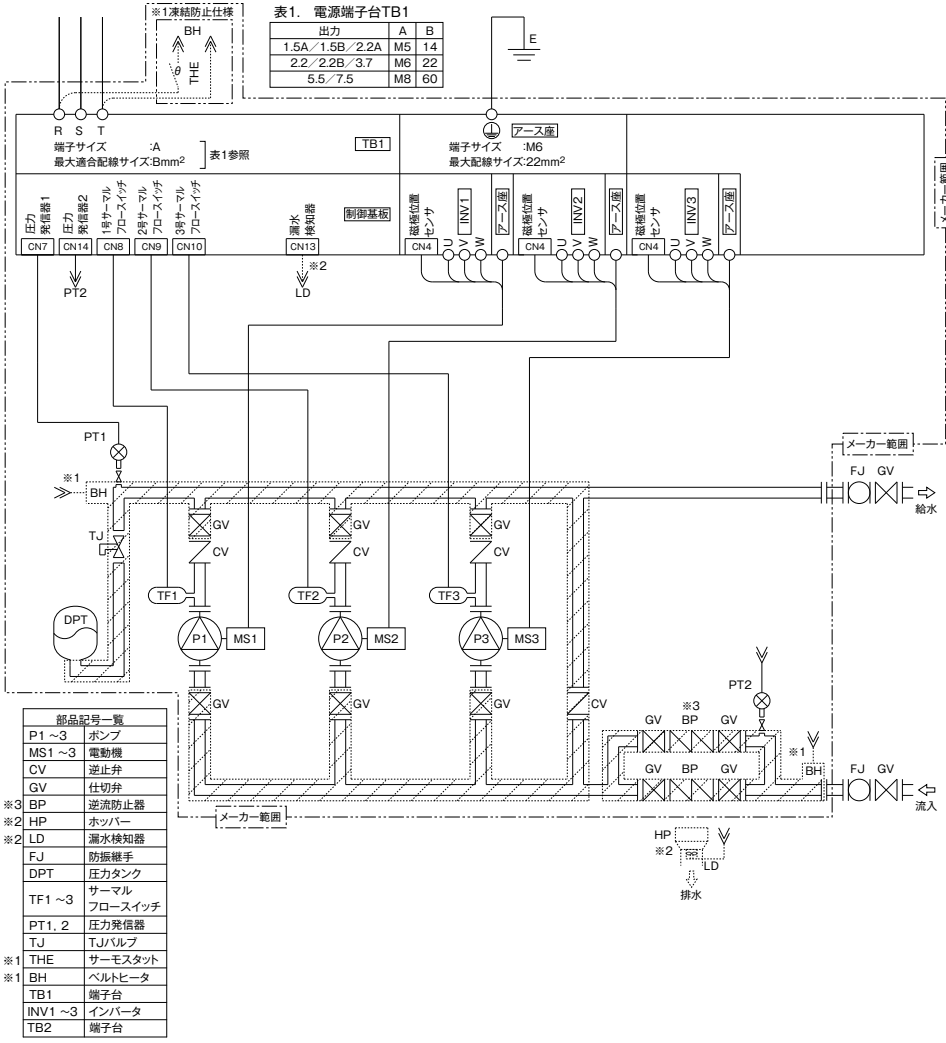 ※1凍結防止仕様
BH
θ
THE
表1. 電源端子台TB1
出力 A B
1.5A／1.5B／2.2A M5 14
2.2／2.2B／3.7 M6 22
5.5／7.5 M8 60
E
R S T
端子サイズ :A
最大適合配線サイズ:Bmm²
表1参照
TB1
アース座
端子サイズ :M6
最大配線サイズ:22mm²
圧力
発信器1
圧力
発信器2
1号サーマル
フロースイッチ
2号サーマル
フロースイッチ
3号サーマル
フロースイッチ
漏水
検知器
制御基板
磁極位置
センサ
INV1
アース座
磁極位置
センサ
INV2
アース座
磁極位置
センサ
INV3
アース座
CN7 CN14 CN8 CN9 CN10 CN13 CN4 U V W CN4 U V W CN4 U V W
※2
PT2
LD
メーカー範囲
PT1
※1
BH
FJ GV
給水
TJ
GV GV GV
CV CV CV
TF1 TF2 TF3
DPT
P1 MS1 P2 MS2 P3 MS3
PT2
GV GV GV CV
※3
GV BP GV
※1
GV BP GV
BH
FJ GV
流入
メーカー範囲
HP
※2
LD
排水
部品記号一覧
P1 ～3 ポンプ
MS1 ～3 電動機
CV 逆止弁
GV 仕切弁
※3 BP 逆流防止器
※2 HP ホッパー
※2 LD 漏水検知器
FJ 防振継手
DPT 圧力タンク
TF1 ～3 サーマル
フロースイッチ
PT1, 2 圧力発信器
TJ TJバルブ
※1 THE サーモスタット
※1 BH ベルトヒータ
TB1 端子台
INV1 ～3 インバータ
TB2 端子台